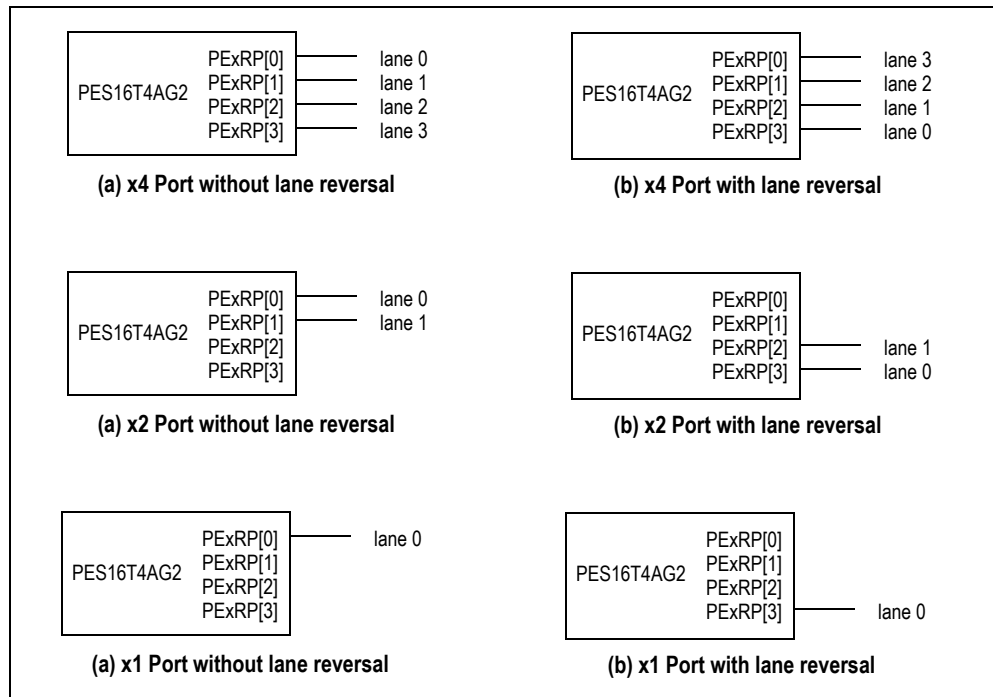 PES16T4AG2
PExRP[0] lane 0
PExRP[1] lane 1
PExRP[2] lane 2
PExRP[3] lane 3
(a) x4 Port without lane reversal
PES16T4AG2
PExRP[0] lane 3
PExRP[1] lane 2
PExRP[2] lane 1
PExRP[3] lane 0
(b) x4 Port with lane reversal
PES16T4AG2
PExRP[0] lane 0
PExRP[1] lane 1
PExRP[2]
PExRP[3]
(a) x2 Port without lane reversal
PES16T4AG2
PExRP[0]
PExRP[1]
PExRP[2] lane 1
PExRP[3] lane 0
(b) x2 Port with lane reversal
PES16T4AG2
PExRP[0] lane 0
PExRP[1]
PExRP[2]
PExRP[3]
(a) x1 Port without lane reversal
PES16T4AG2
PExRP[0]
PExRP[1]
PExRP[2]
PExRP[3] lane 0
(b) x1 Port with lane reversal